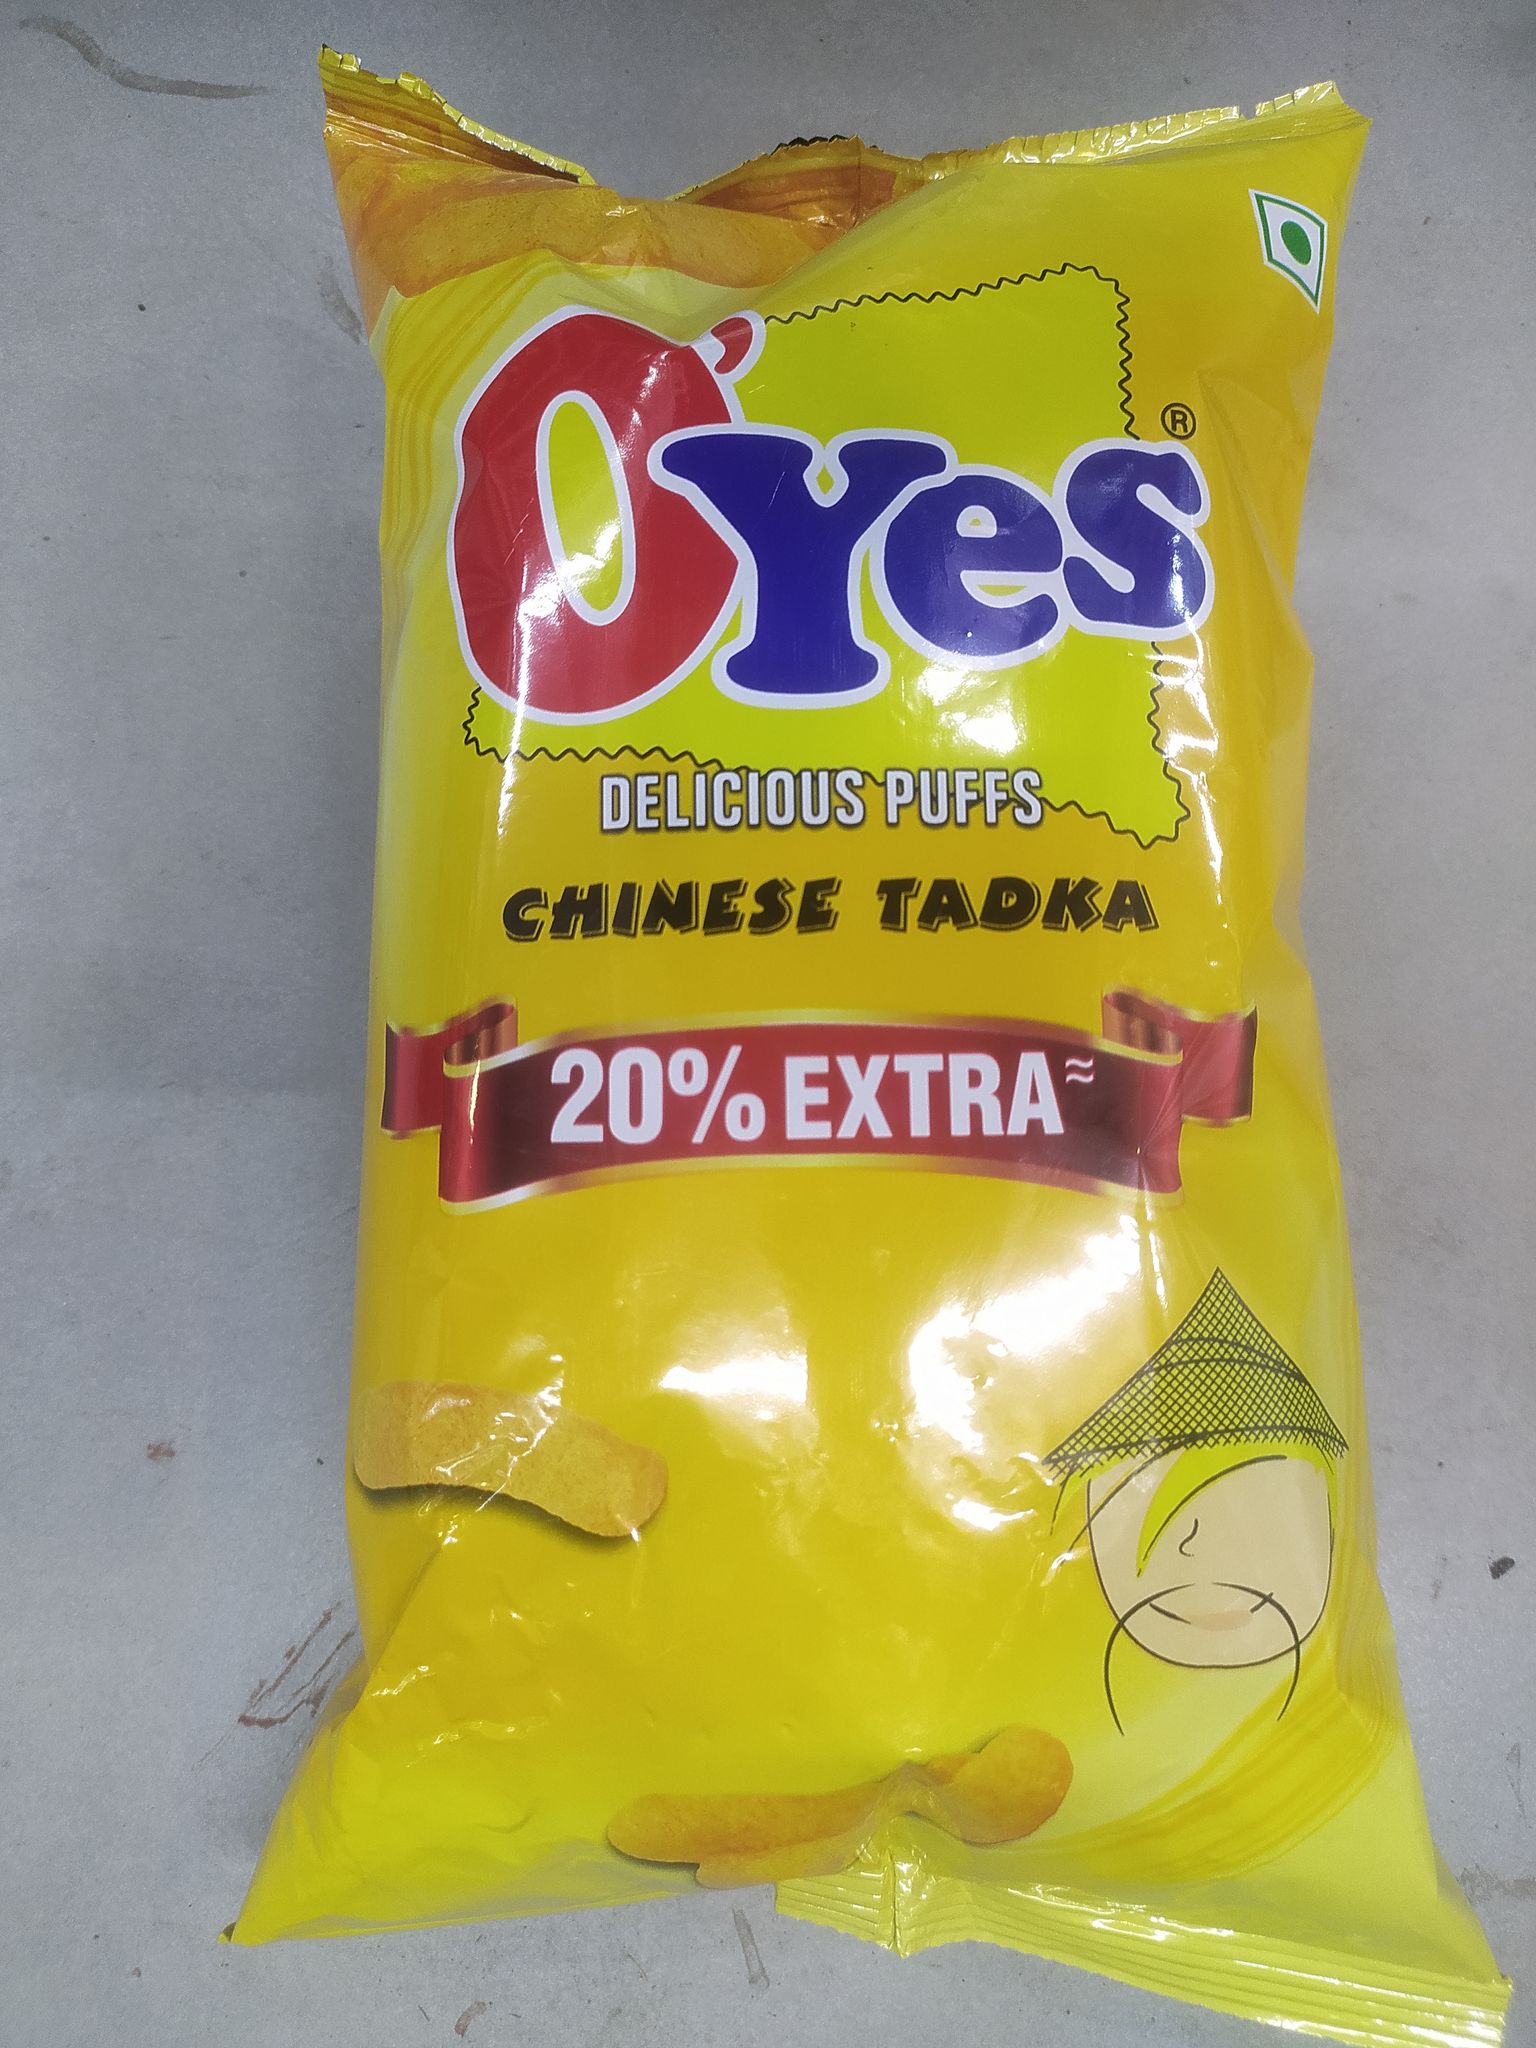 O'Yes ®
DELICIOUS PUFFS
CHINESE TADKA
20% EXTRA≈